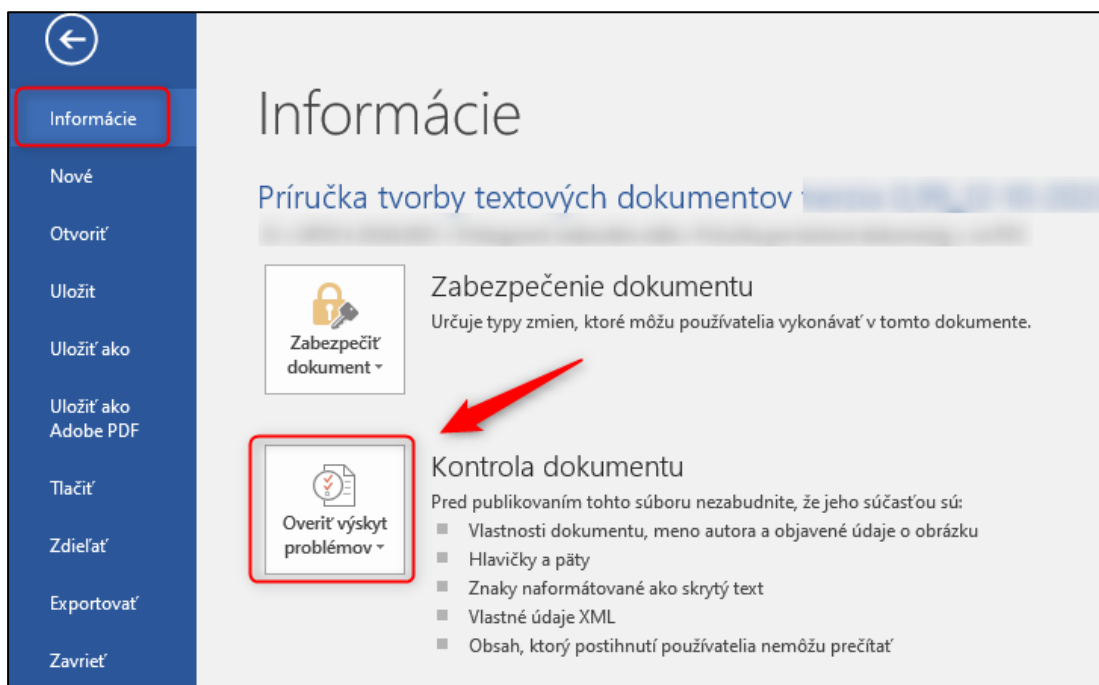 Informácie
Nové
Otvoriť
Uložiť
Uložiť ako
Uložiť ako
Adobe PDF
Tlačiť
Zdieľať
Exportovať
Zavrieť
Informácie
Príručka tvorby textových dokumentov
Zabezpečiť
dokument
Zabezpečenie dokumentu
Určuje typy zmien, ktoré môžu používatelia vykonávať v tomto dokumente.
Overiť výskyt
problémov
Kontrola dokumentu
Pred publikovaním tohto súboru nezabudnite, že jeho súčasťou sú:
Vlastnosti dokumentu, meno autora a objavené údaje o obrázku
Hlavičky a päty
Znaky naformátované ako skrytý text
Vlastné údaje XML
Obsah, ktorý postihnutí používatelia nemôžu prečítať